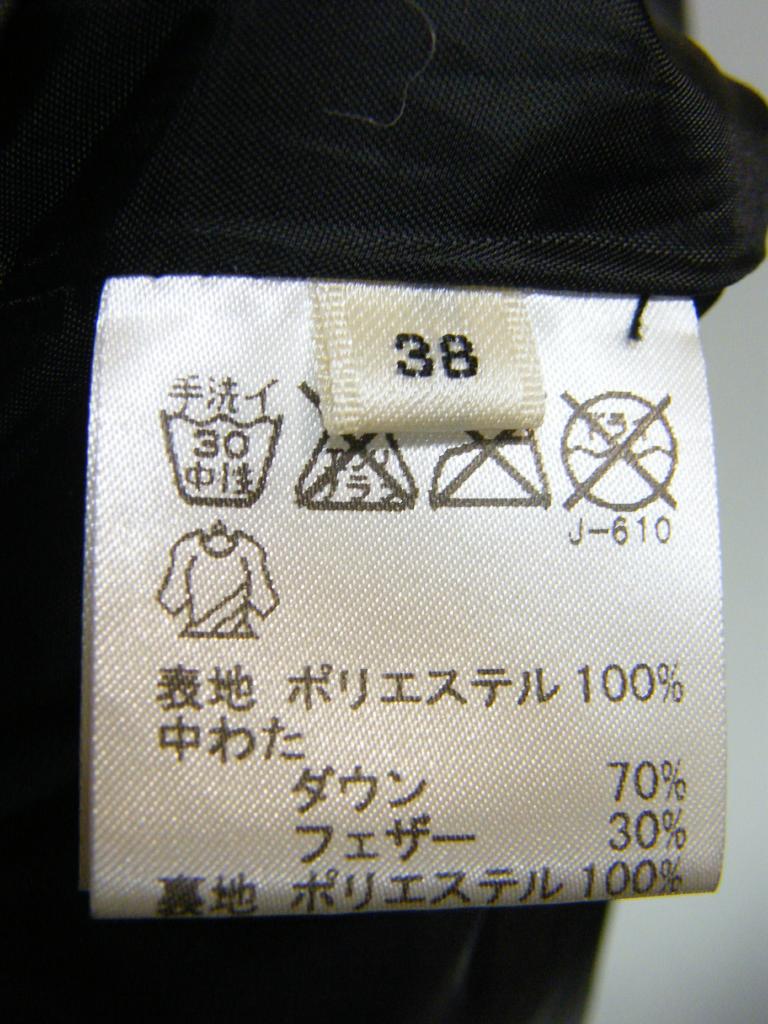 38
手洗イ
30
中性
J-610
表地 ポリエステル 100%
中わた
ダウン 70%
フェザー 30%
裏地 ポリエステル 100%